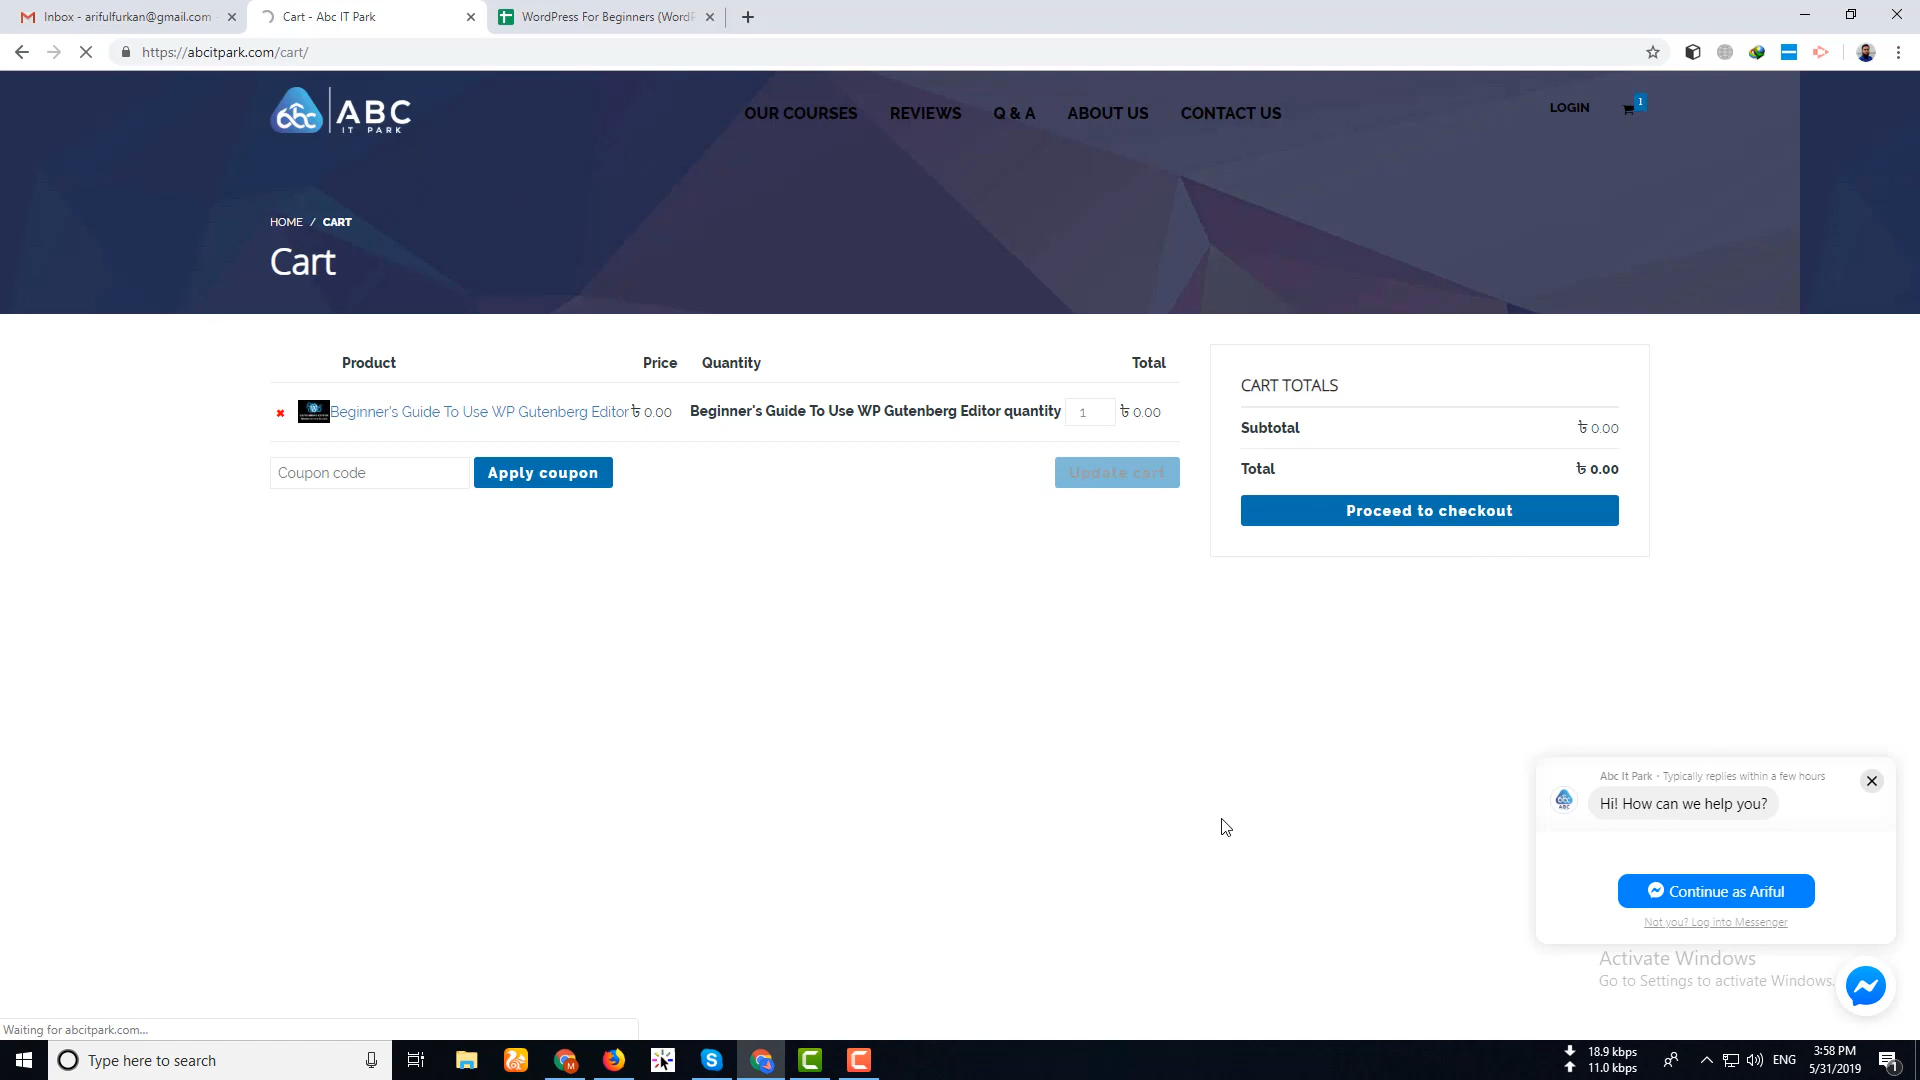 Inbox - arifulfurkan@gmail.com
Cart - Abc IT Park
WordPress For Beginners (WordP
https://abcitpark.com/cart/
abc ABC
IT PARK
OUR COURSES REVIEWS Q & A ABOUT US CONTACT US
LOGIN 1
HOME / CART
Cart
Product Price Quantity Total
Beginner's Guide To Use WP Gutenberg Editor ৳ 0.00 Beginner's Guide To Use WP Gutenberg Editor quantity 1 ৳ 0.00
Coupon code Apply coupon Update cart
CART TOTALS
Subtotal ৳ 0.00
Total ৳ 0.00
Proceed to checkout
Abc It Park • Typically replies within a few hours
Hi! How can we help you?
Continue as Ariful
Not you? Log into Messenger
Activate Windows
Go to Settings to activate Windows.
Waiting for abcitpark.com...
Type here to search
18.9 kbps
11.0 kbps
ENG
3:58 PM
5/31/2019
1